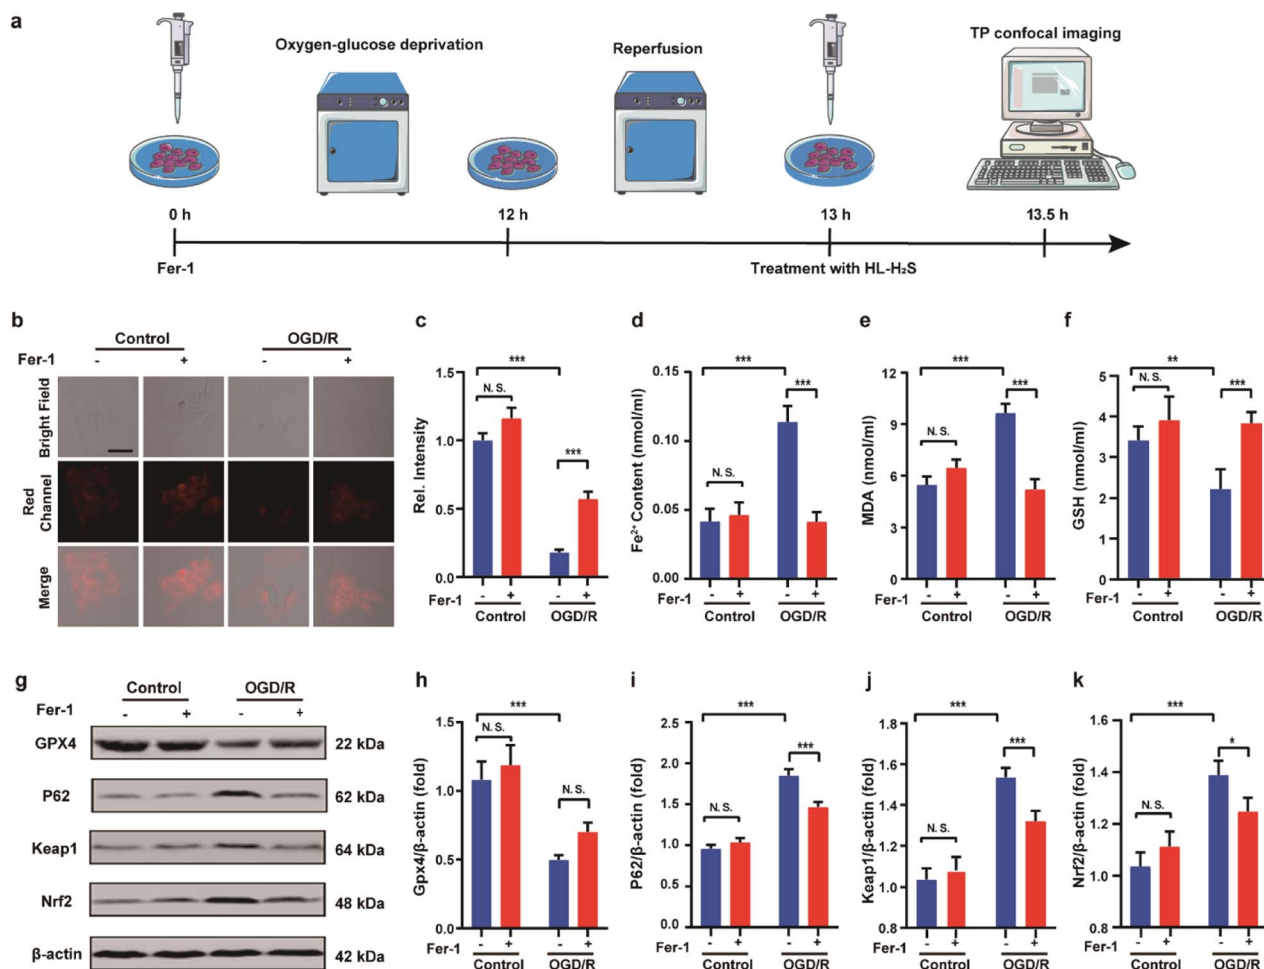 a
Oxygen-glucose deprivation
Reperfusion
TP confocal imaging
0 h
12 h
13 h
13.5 h
Fer-1
Treatment with HL-H₂S
b
Control
OGD/R
Fer-1
-
+
-
+
Bright Field
Red Channel
Merge
c
Rel. Intensity
1.5
1.0
0.5
0.0
***
N. S.
***
Fer-1
-
+
-
+
Control
OGD/R
d
Fe²⁺ Content (nmol/ml)
0.15
0.10
0.05
0.00
***
***
N. S.
Fer-1
-
+
-
+
Control
OGD/R
e
MDA (nmol/ml)
12
9
6
3
0
***
***
N. S.
Fer-1
-
+
-
+
Control
OGD/R
f
GSH (nmol/ml)
5
4
3
2
1
0
**
N. S.
***
Fer-1
-
+
-
+
Control
OGD/R
g
Control
OGD/R
Fer-1
-
+
-
+
GPX4
22 kDa
P62
62 kDa
Keap1
64 kDa
Nrf2
48 kDa
β-actin
42 kDa
h
Gpx4/β-actin (fold)
1.5
1.0
0.5
0.0
***
N. S.
N. S.
Fer-1
-
+
-
+
Control
OGD/R
i
P62/β-actin (fold)
2.5
2.0
1.5
1.0
0.5
0.0
***
***
N. S.
Fer-1
-
+
-
+
Control
OGD/R
j
Keap1/β-actin (fold)
1.6
1.4
1.2
1.0
0.8
***
***
N. S.
Fer-1
-
+
-
+
Control
OGD/R
k
Nrf2/β-actin (fold)
1.6
1.4
1.2
1.0
0.8
***
*
N. S.
Fer-1
-
+
-
+
Control
OGD/R